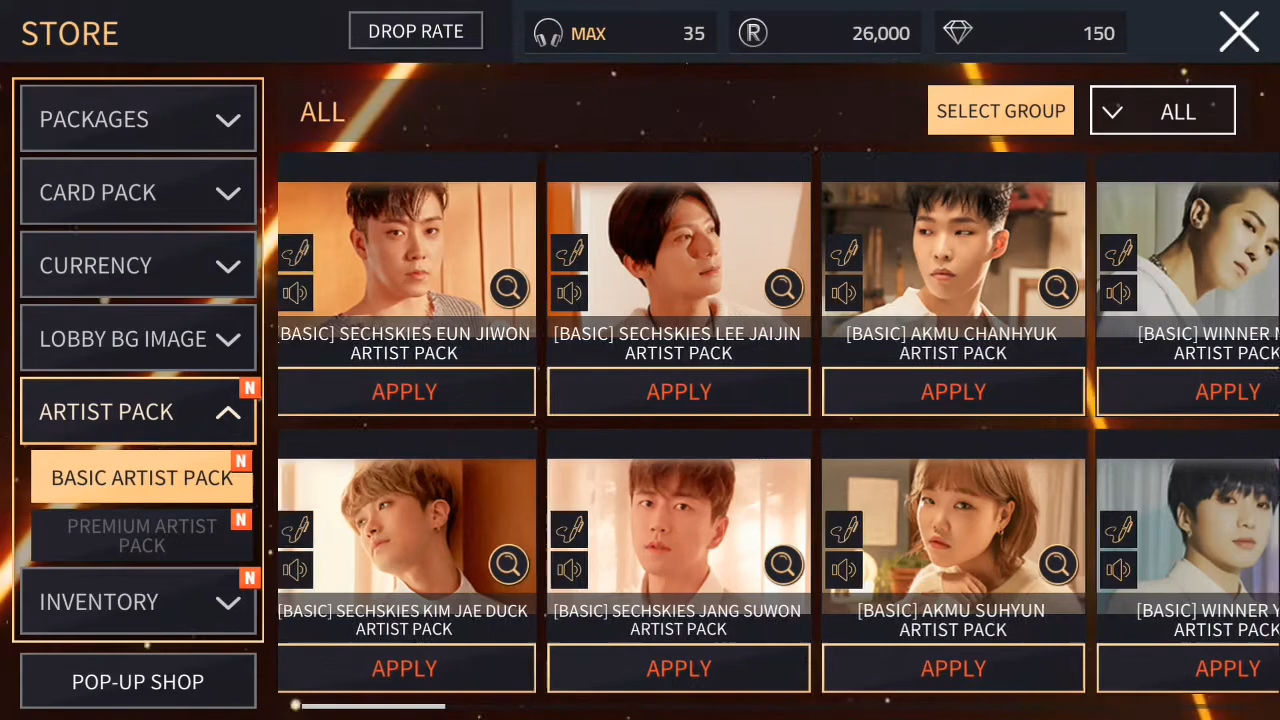 STORE
DROP RATE
MAX 35
R 26,000
150
PACKAGES
CARD PACK
CURRENCY
LOBBY BG IMAGE
N
ARTIST PACK
N
BASIC ARTIST PACK
N
PREMIUM ARTIST
PACK
N
INVENTORY
POP-UP SHOP
ALL
SELECT GROUP
ALL
[BASIC] SECHSKIES EUN JIWON
ARTIST PACK
APPLY
[BASIC] SECHSKIES LEE JAIJIN
ARTIST PACK
APPLY
[BASIC] AKMU CHANHYUK
ARTIST PACK
APPLY
[BASIC] WINNER
ARTIST PACK
APPLY
[BASIC] SECHSKIES KIM JAE DUCK
ARTIST PACK
APPLY
[BASIC] SECHSKIES JANG SUWON
ARTIST PACK
APPLY
[BASIC] AKMU SUHYUN
ARTIST PACK
APPLY
[BASIC] WINNER
ARTIST PACK
APPLY